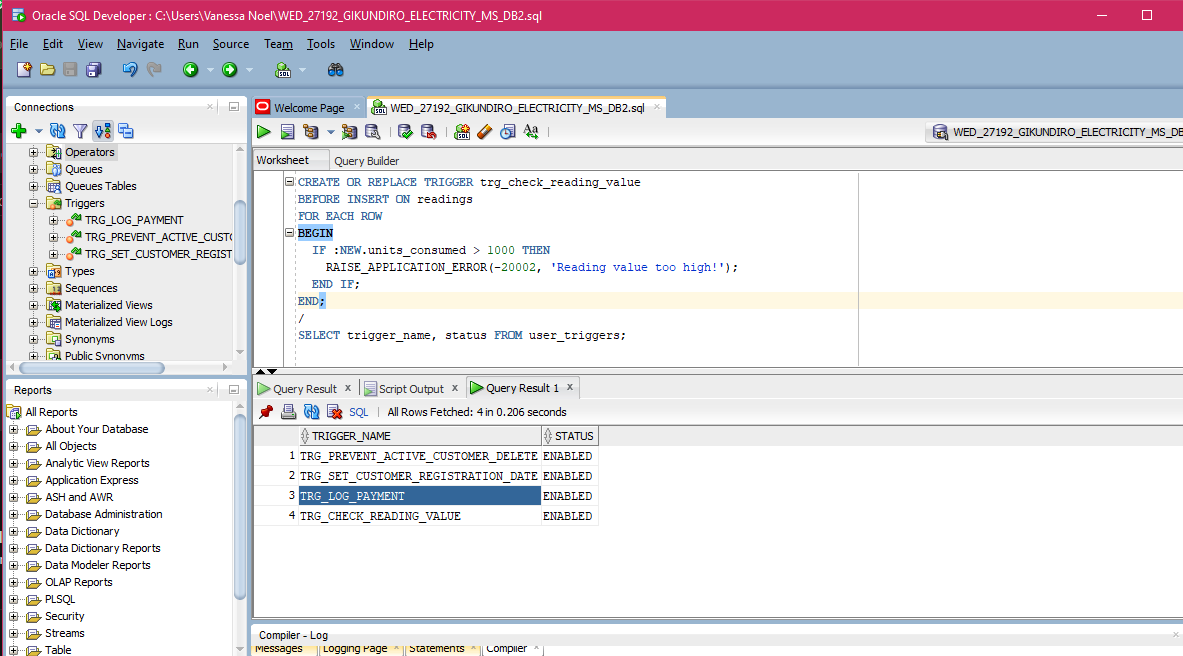 Oracle SQL Developer : C:\Users\Vanessa Noel\WED_27192_GIKUNDIRO_ELECTRICITY_MS_DB2.sql
File Edit View Navigate Run Source Team Tools Window Help
Connections
Operators
Queues
Queues Tables
Triggers
TRG_LOG_PAYMENT
TRG_PREVENT_ACTIVE_CUSTO
TRG_SET_CUSTOMER_REGIST
Types
Sequences
Materialized Views
Materialized View Logs
Synonyms
Public Synonyms
Reports
All Reports
About Your Database
All Objects
Analytic View Reports
Application Express
ASH and AWR
Database Administration
Data Dictionary
Data Dictionary Reports
Data Modeler Reports
OLAP Reports
PLSQL
Security
Streams
Table
Welcome Page WED_27192_GIKUNDIRO_ELECTRICITY_MS_DB2.sql
WED_27192_GIKUNDIRO_ELECTRICITY_MS_DB
Worksheet Query Builder
CREATE OR REPLACE TRIGGER trg_check_reading_value
BEFORE INSERT ON readings
FOR EACH ROW
BEGIN
IF :NEW.units_consumed > 1000 THEN
RAISE_APPLICATION_ERROR(-20002, 'Reading value too high!');
END IF;
END;
/
SELECT trigger_name, status FROM user_triggers;
Query Result Script Output Query Result 1
SQL All Rows Fetched: 4 in 0.206 seconds
TRIGGER_NAME STATUS
1 TRG_PREVENT_ACTIVE_CUSTOMER_DELETE ENABLED
2 TRG_SET_CUSTOMER_REGISTRATION_DATE ENABLED
3 TRG_LOG_PAYMENT ENABLED
4 TRG_CHECK_READING_VALUE ENABLED
Compiler - Log
Messages Logging Page Statements Compiler